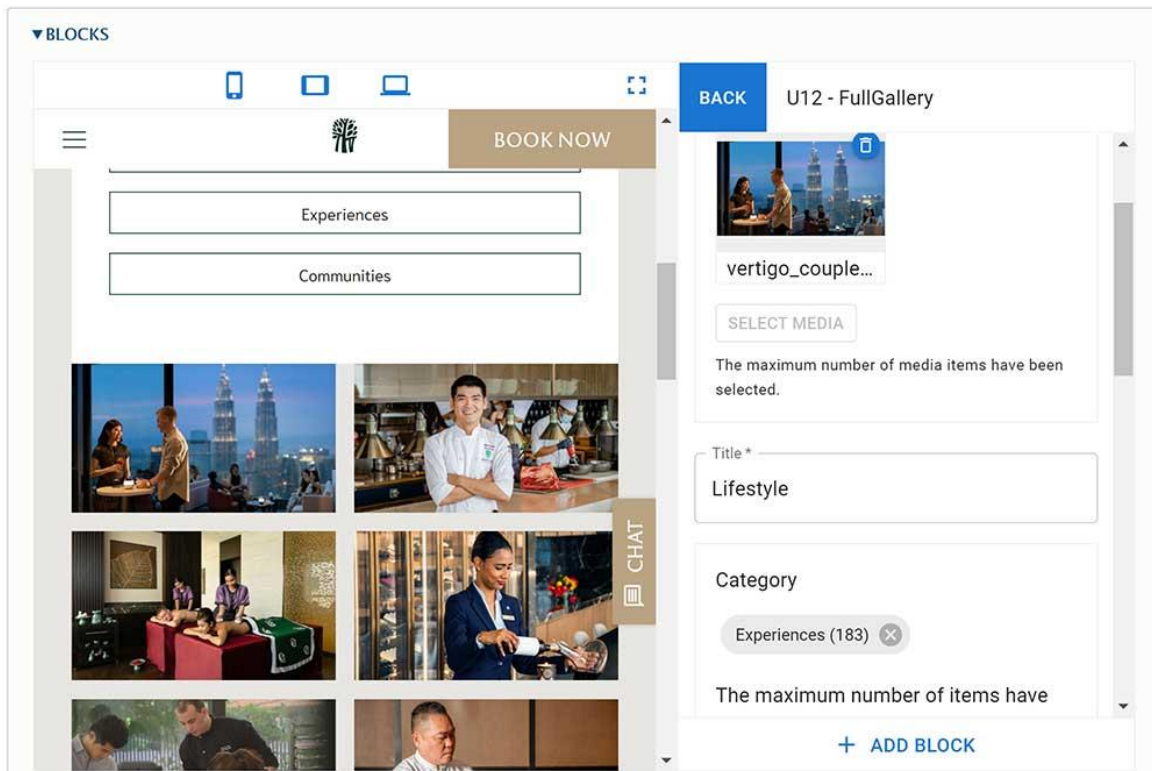 ▼BLOCKS
BACK
U12 - FullGallery
BOOK NOW
Experiences
Communities
CHAT
vertigo_couple...
SELECT MEDIA
The maximum number of media items have been
selected.
Title *
Lifestyle
Category
Experiences (183)
The maximum number of items have
+ ADD BLOCK